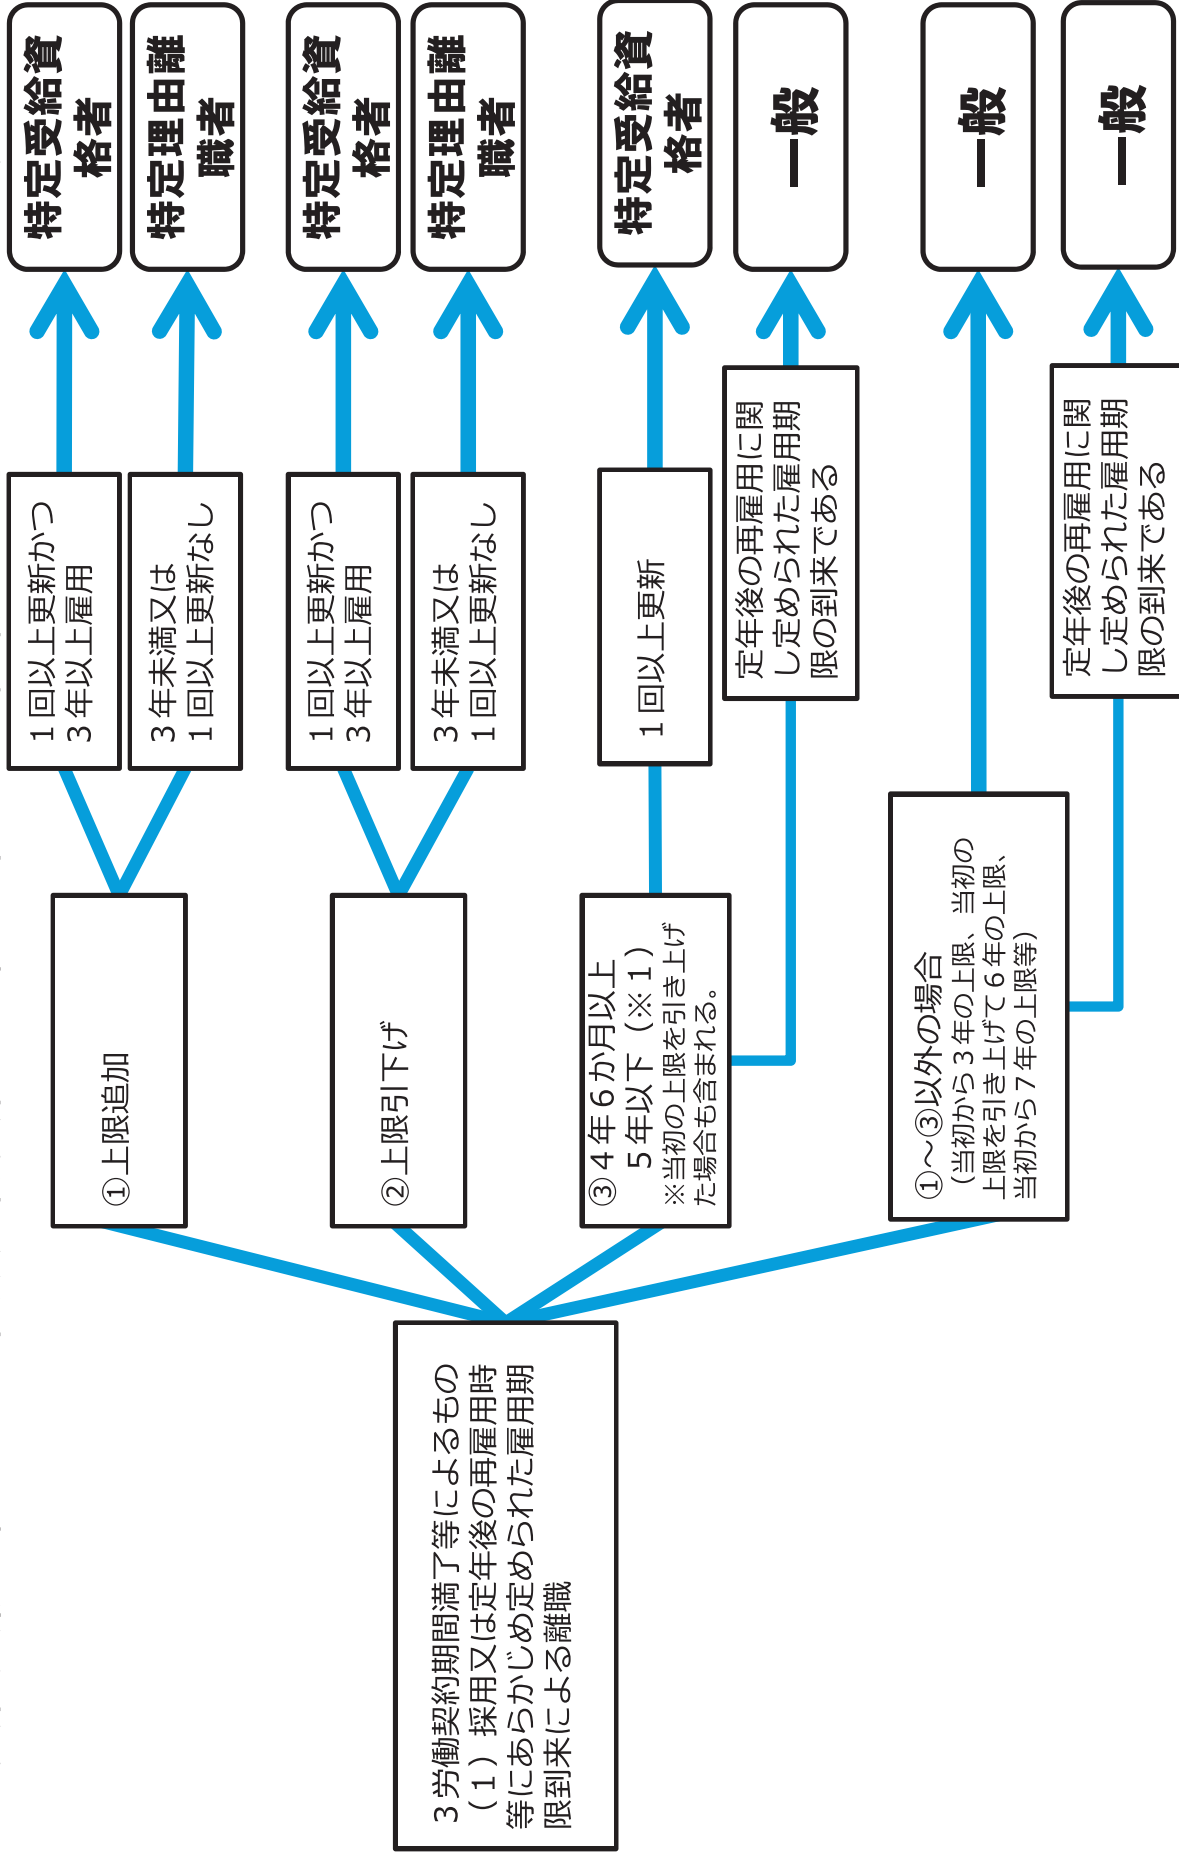 3労働契約期間満了等によるもの
(1)採用又は定年後の再雇用時
等にあらかじめ定められた雇用期
限到来による離職
①上限追加
1回以上更新かつ
3年以上雇用
特定受給資
格者
3年未満又は
1回以上更新なし
特定理由離
職者
②上限引下げ
1回以上更新かつ
3年以上雇用
特定受給資
格者
3年未満又は
1回以上更新なし
特定理由離
職者
③4年6か月以上
5年以下(※1)
※当初の上限を引き上げ
た場合も含まれる。
1回以上更新
特定受給資
格者
定年後の再雇用に関
し定められた雇用期
限の到来である
一般
①~③以外の場合
(当初から3年の上限、当初の
上限を引き上げて6年の上限、
当初から7年の上限等)
一般
定年後の再雇用に関
し定められた雇用期
限の到来である
一般